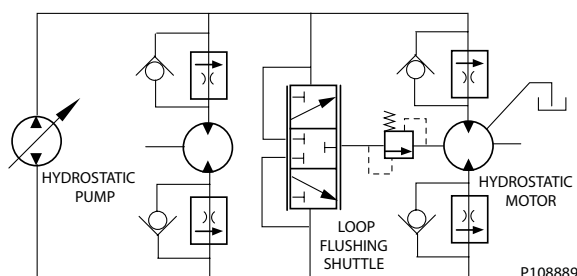 HYDROSTATIC
PUMP
LOOP
FLUSHING
SHUTTLE
HYDROSTATIC
MOTOR
P108889